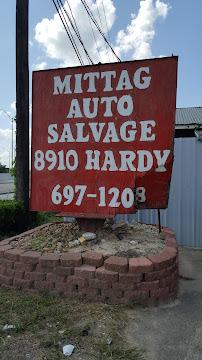 MITTAG
AUTO
SALVAGE
8910 HARDY
697-1208